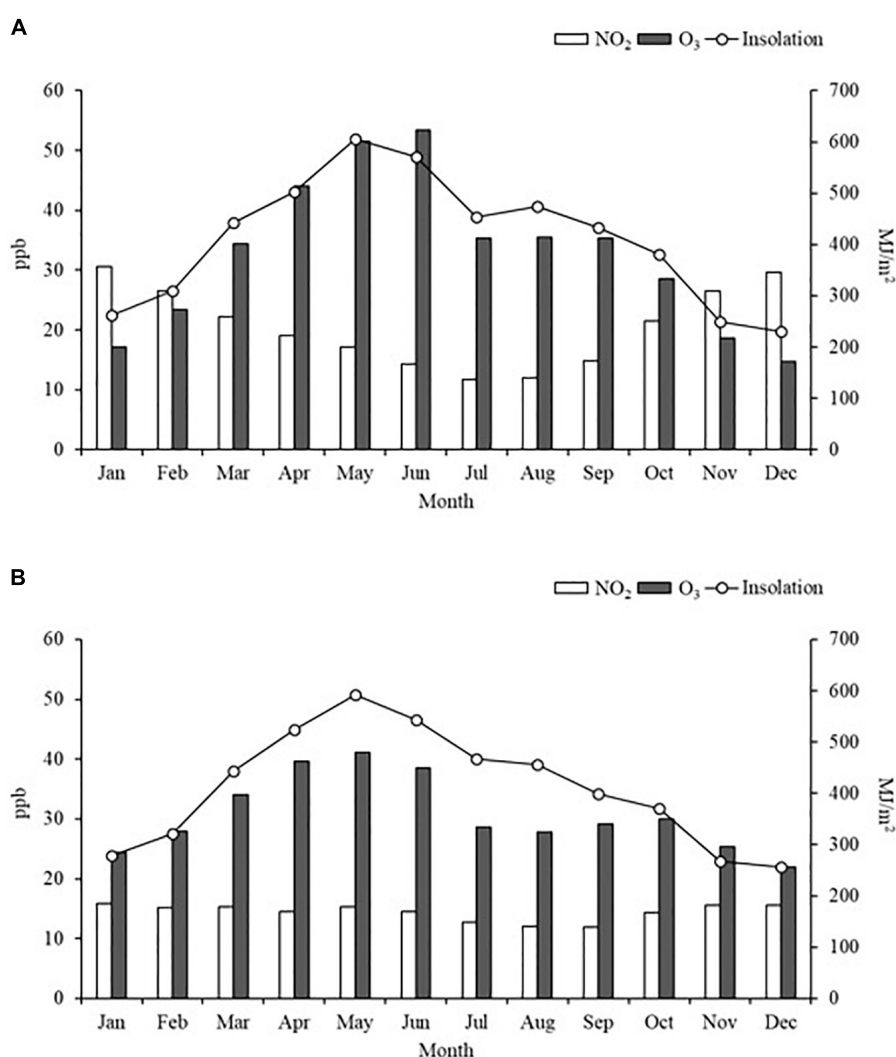 A
NO₂ O₃ Insolation
60 700
50 600
40 500
30 400
20 300
10 200
0 100
0
ppb
MJ/m²
Jan Feb Mar Apr May Jun Jul Aug Sep Oct Nov Dec
Month
B
NO₂ O₃ Insolation
60 700
50 600
40 500
30 400
20 300
10 200
0 100
0
ppb
MJ/m²
Jan Feb Mar Apr May Jun Jul Aug Sep Oct Nov Dec
Month